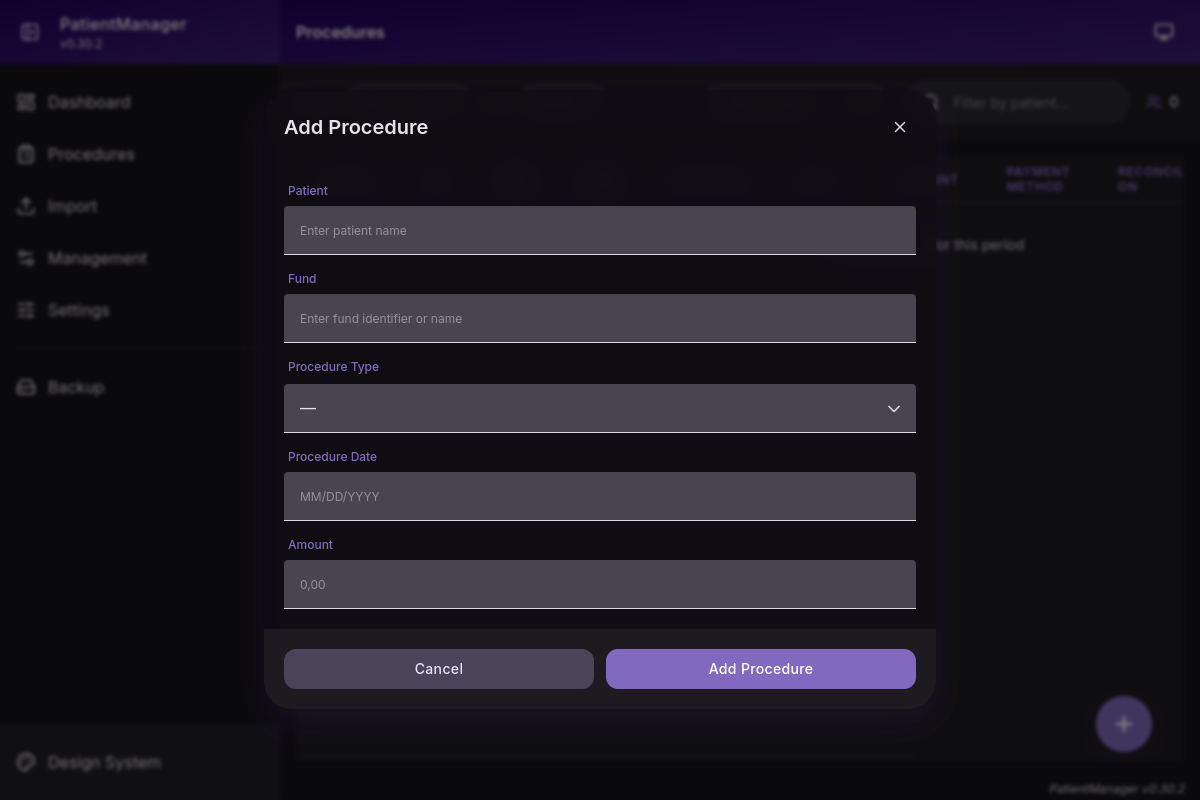 PatientManager
v0.30.2
Procedures
Dashboard
Procedures
Import
Management
Settings
Backup
Design System
Filter by patient...
0
PAYMENT
METHOD
RECONCIL
ON
or this period
Add Procedure
Patient
Enter patient name
Fund
Enter fund identifier or name
Procedure Type
—
Procedure Date
MM/DD/YYYY
Amount
0,00
Cancel
Add Procedure
PatientManager v0.30.2